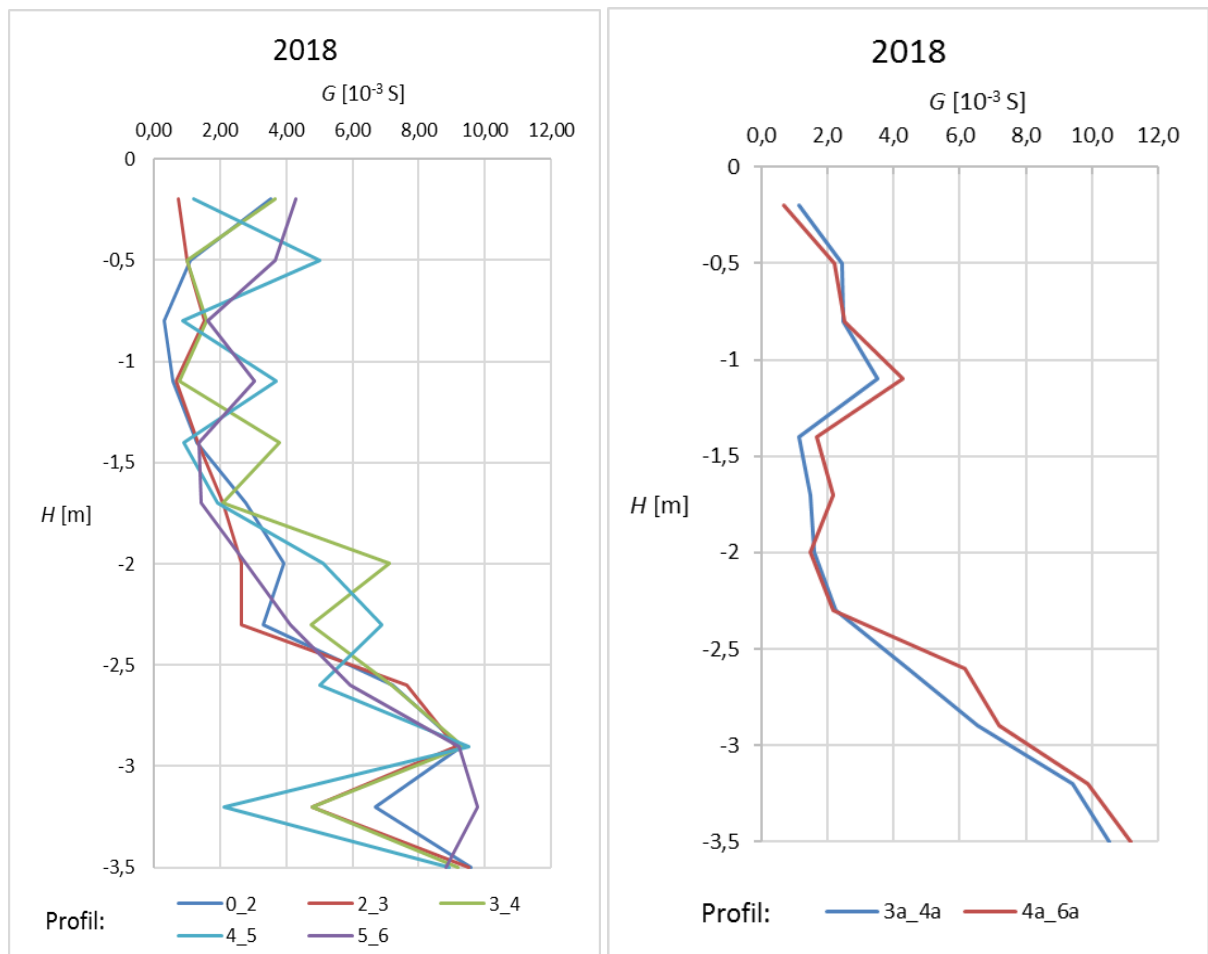 2018
G [10⁻³ S]
0,00 2,00 4,00 6,00 8,00 10,00 12,00
0
-0,5
-1
-1,5
H [m]
-2
-2,5
-3
-3,5
Profil: 0_2 2_3 3_4
4_5 5_6
2018
G [10⁻³ S]
0,0 2,0 4,0 6,0 8,0 10,0 12,0
0
-0,5
-1
-1,5
H [m]
-2
-2,5
-3
-3,5
Profil: 3a_4a 4a_6a